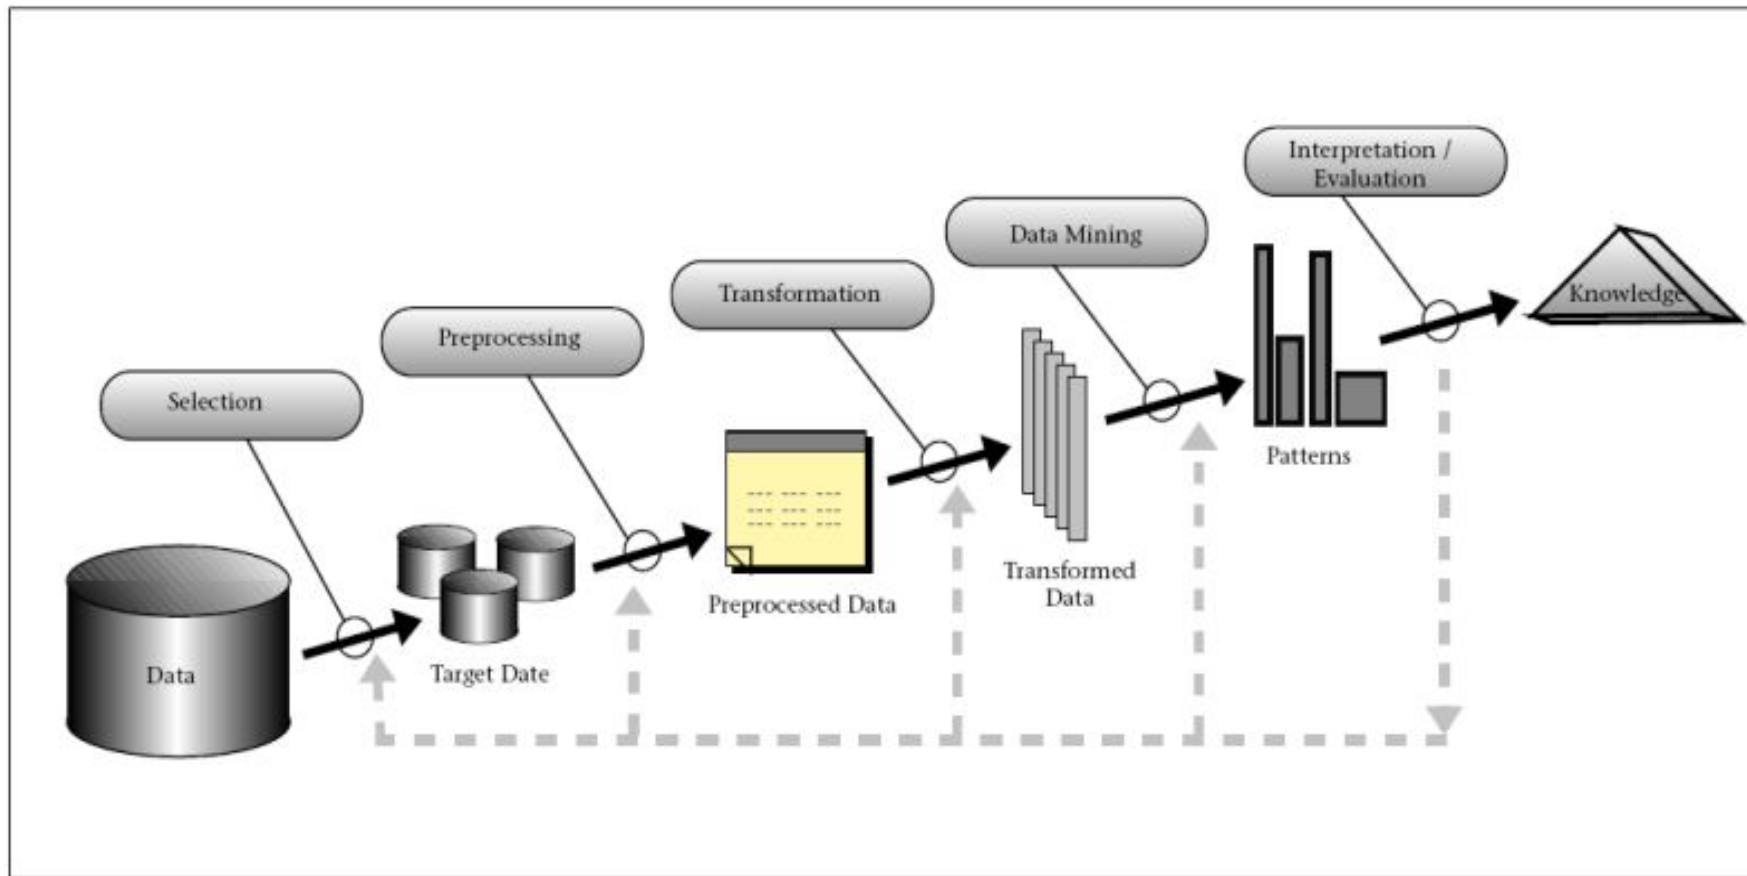 Interpretation /
Evaluation
Data Mining
Transformation
Preprocessing
Selection
Knowledge
Patterns
Transformed
Data
Preprocessed Data
Target Date
Data